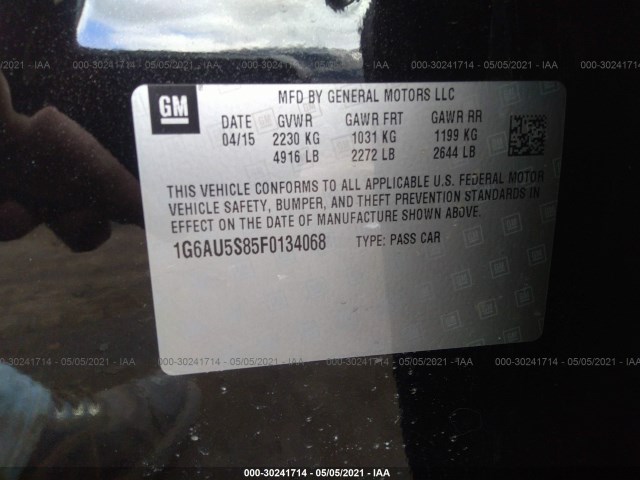 000-30241714 - 05/05/2021 - IAA
GM
MFD BY GENERAL MOTORS LLC
DATE GVWR GAWR FRT GAWR RR
04/15 2230 KG 1031 KG 1199 KG
4916 LB 2272 LB 2644 LB
THIS VEHICLE CONFORMS TO ALL APPLICABLE U.S. FEDERAL MOTOR
VEHICLE SAFETY, BUMPER, AND THEFT PREVENTION STANDARDS IN
EFFECT ON THE DATE OF MANUFACTURE SHOWN ABOVE.
1G6AU5S85F0134068 TYPE: PASS CAR
000-30241714 - 05/05/2021 - IAA
000-30241714 - 05/05/2021 - IAA